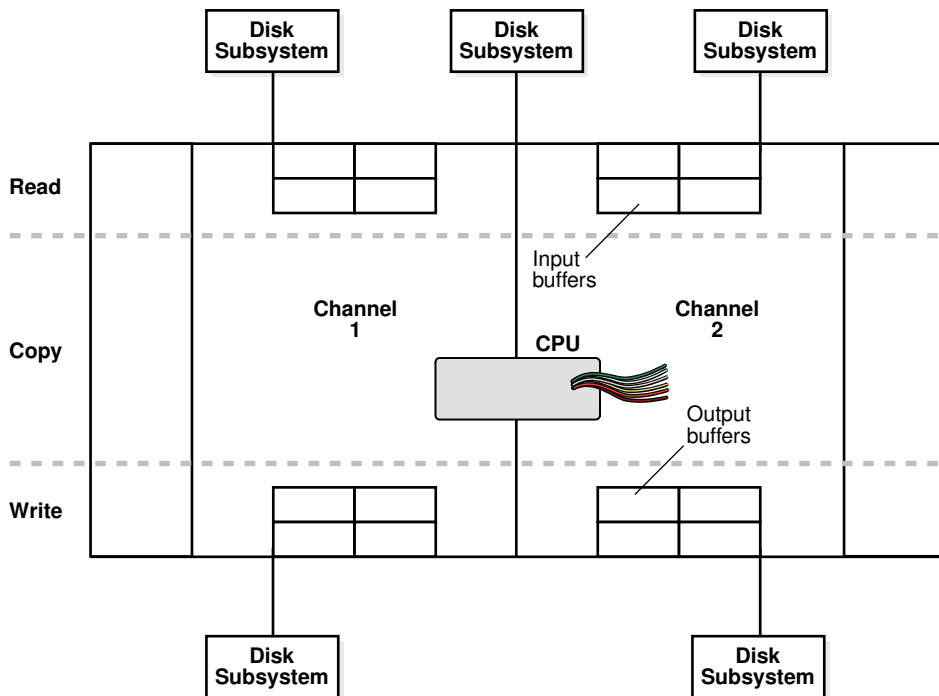 Disk
Subsystem
Disk
Subsystem
Disk
Subsystem
Read
Input
buffers
Channel
1
Channel
2
Copy
CPU
Output
buffers
Write
Disk
Subsystem
Disk
Subsystem